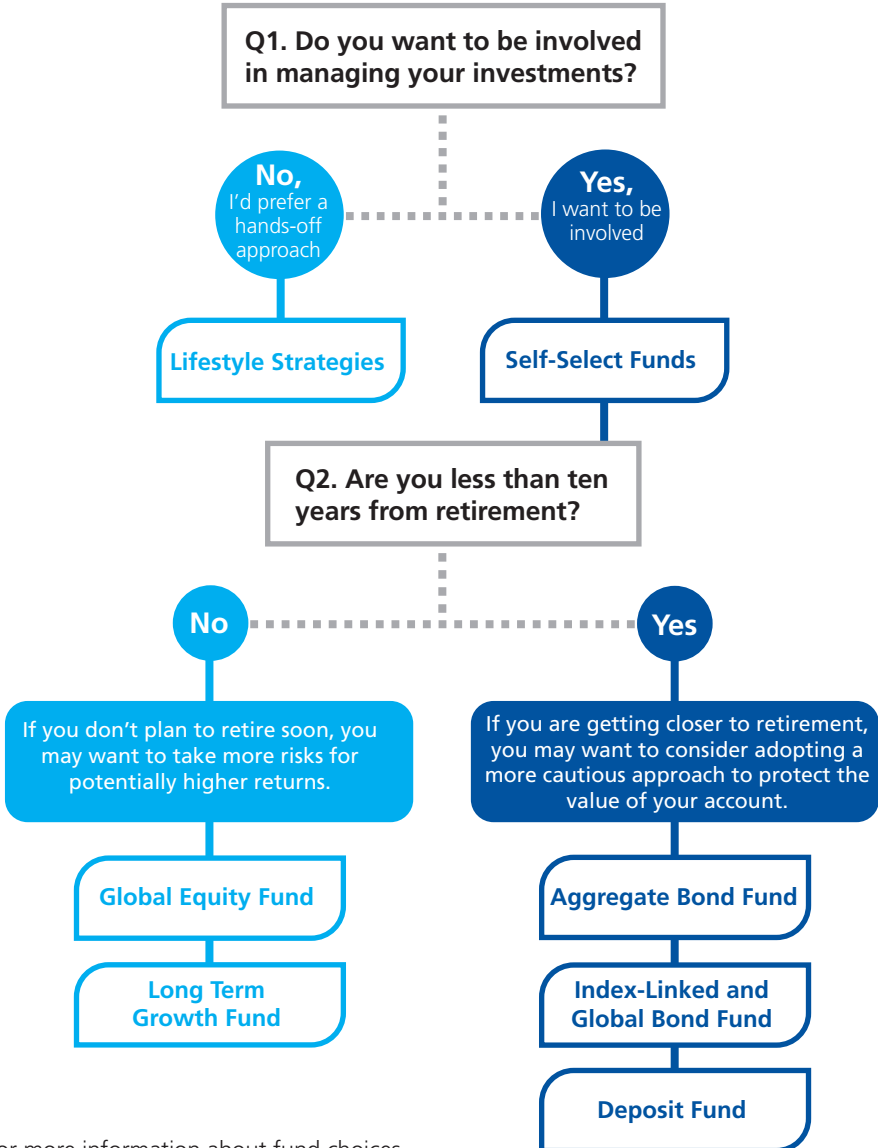 Q1. Do you want to be involved
in managing your investments?
No,
I'd prefer a
hands-off
approach
Yes,
I want to be
involved
Lifestyle Strategies
Self-Select Funds
Q2. Are you less than ten
years from retirement?
No
Yes
If you don't plan to retire soon, you
may want to take more risks for
potentially higher returns.
If you are getting closer to retirement,
you may want to consider adopting a
more cautious approach to protect the
value of your account.
Global Equity Fund
Long Term
Growth Fund
Aggregate Bond Fund
Index-Linked and
Global Bond Fund
Deposit Fund
more information about fund choices